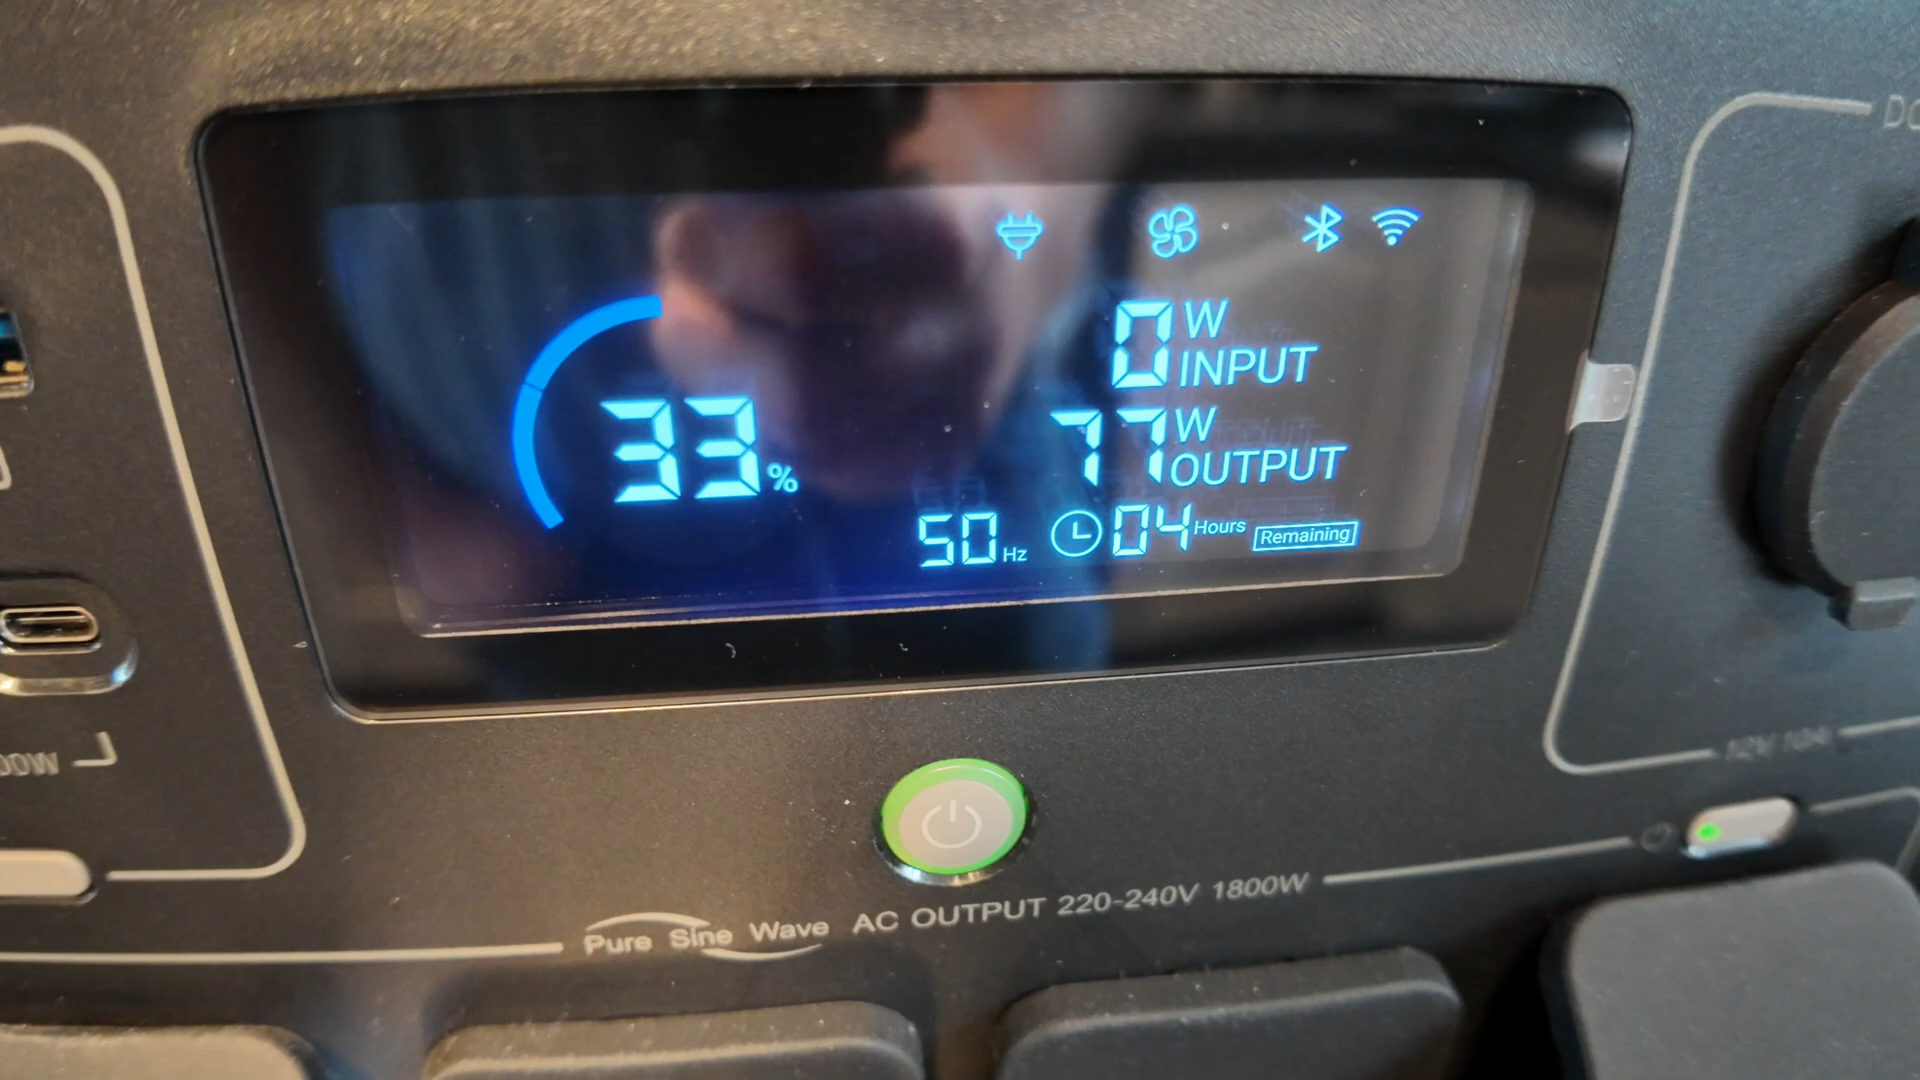 0 W
INPUT
33 %
77 W
OUTPUT
50 Hz 04 Hours Remaining
Pure Sine Wave AC OUTPUT 220-240V 1800W